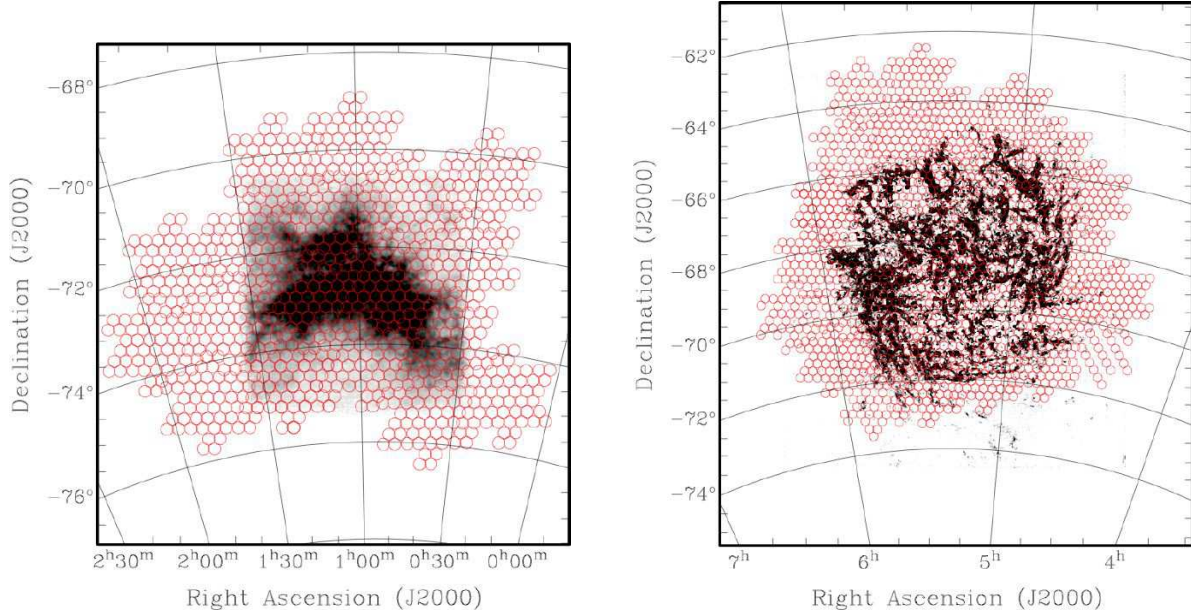 −68°
−70°
−72°
−74°
−76°
Declination (J2000)
2ʰ30ᵐ 2ʰ00ᵐ 1ʰ30ᵐ 1ʰ00ᵐ 0ʰ30ᵐ 0ʰ00ᵐ
Right Ascension (J2000)
−62°
−64°
−66°
−68°
−70°
−72°
−74°
Declination (J2000)
7ʰ 6ʰ 5ʰ 4ʰ
Right Ascension (J2000)